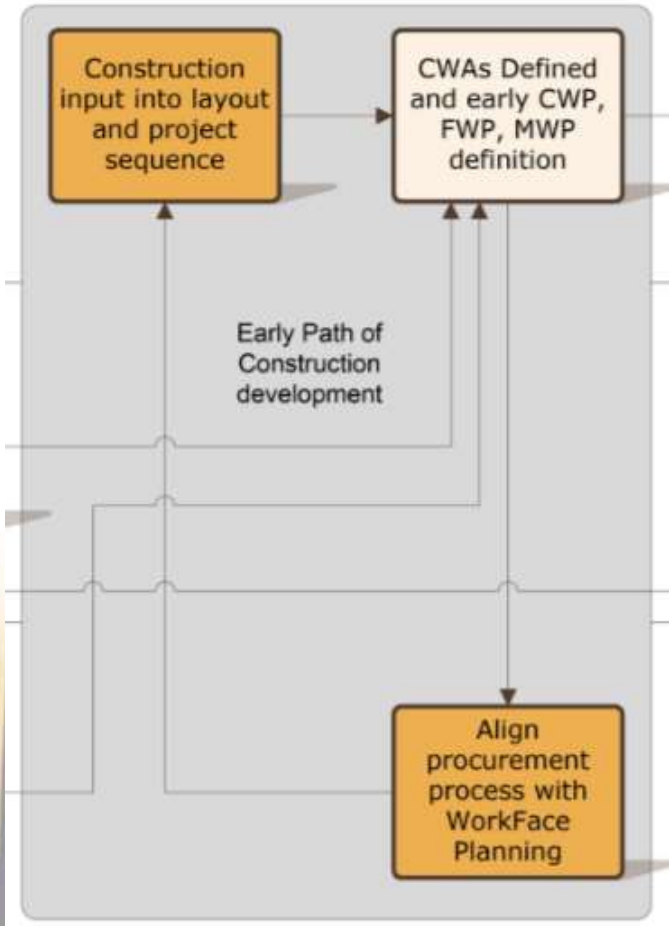 Construction
input into layout
and project
sequence
CWAs Defined
and early CWP,
FWP, MWP
definition
Early Path of
Construction
development
Align
procurement
process with
WorkFace
Planning